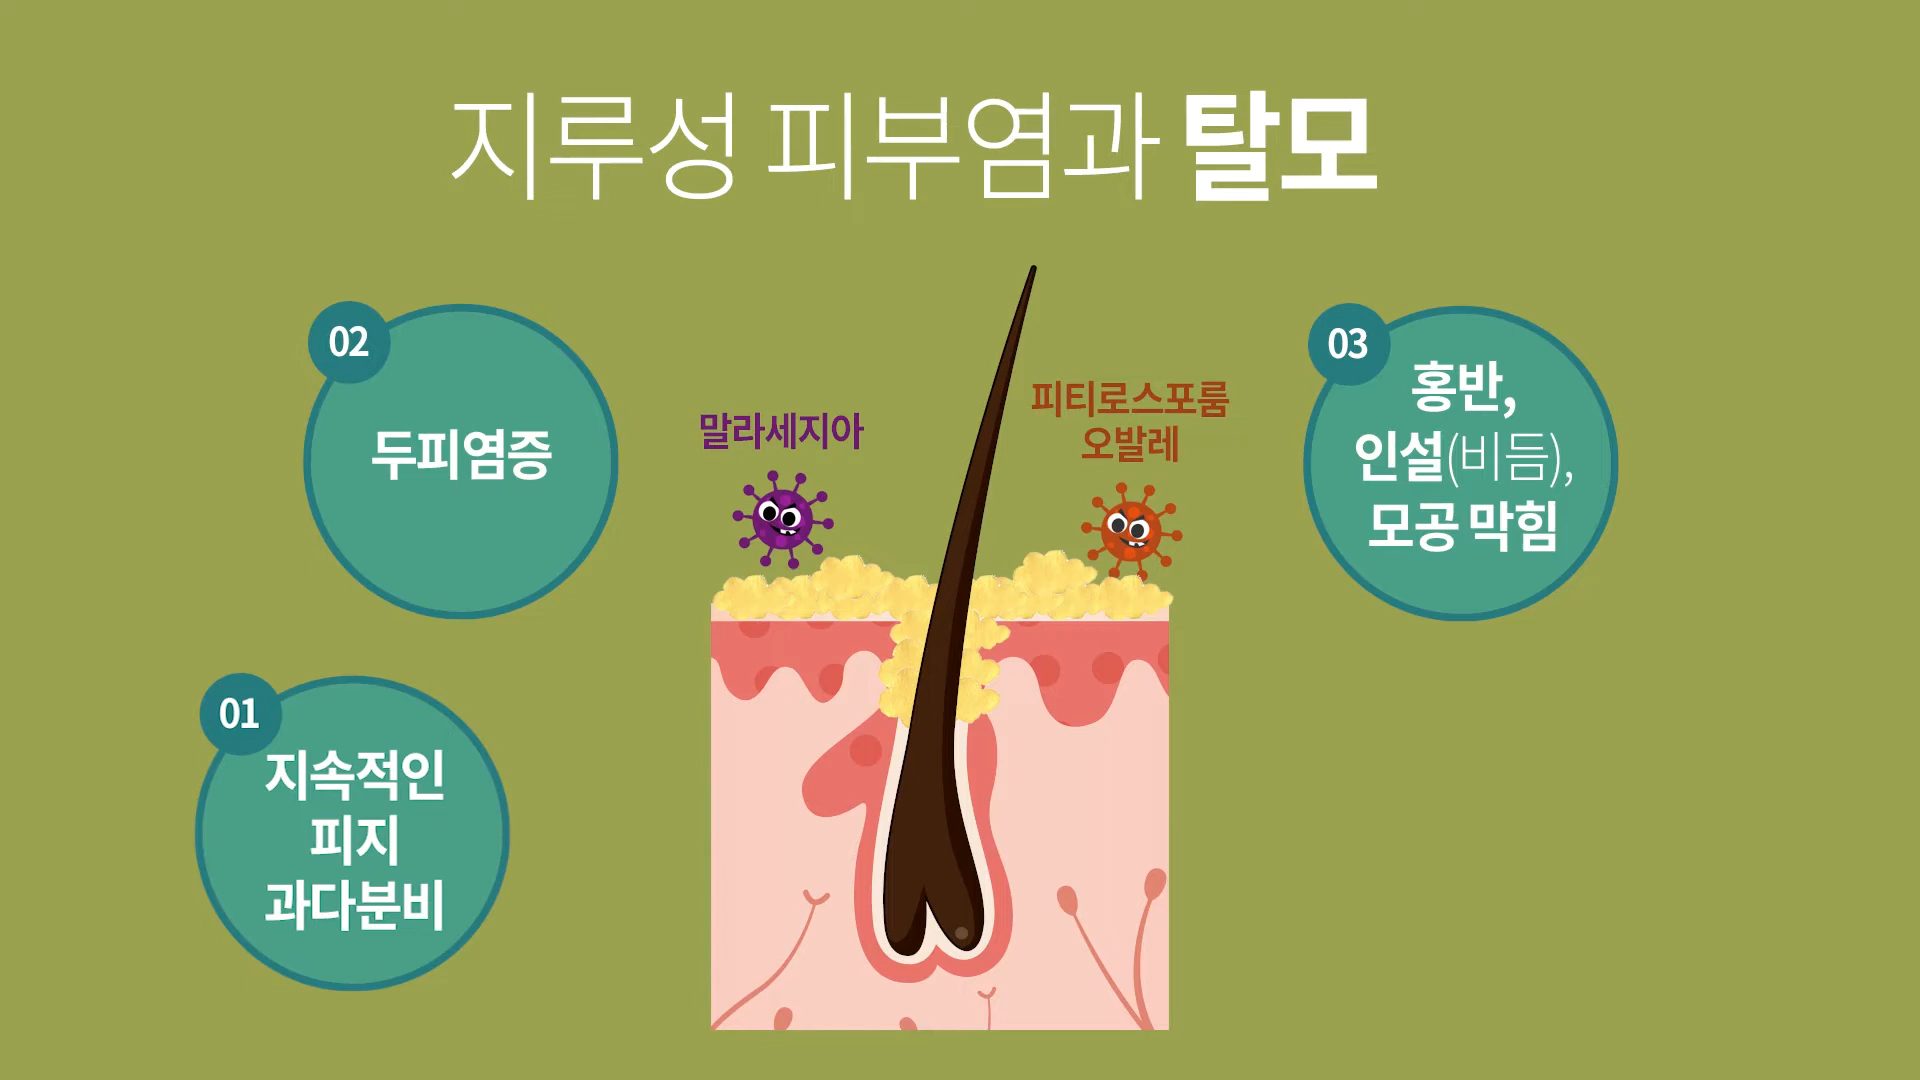 지루성 피부염과 탈모
02
두피염증
말라세지아
피티로스포룸
오발레
03
홍반,
인설(비듬),
모공 막힘
01
지속적인
피지
과다분비